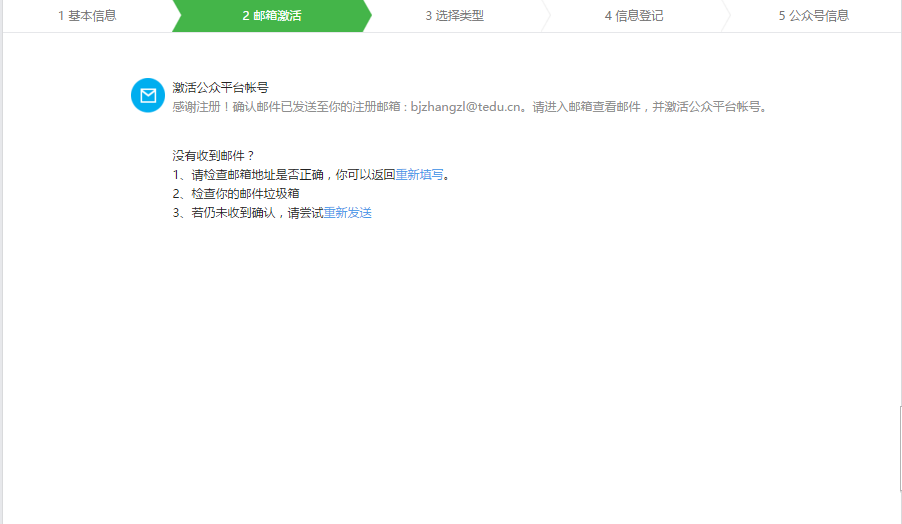 1 基本信息 2 邮箱激活 3 选择类型 4 信息登记 5 公众号信息
激活公众平台帐号
感谢注册！确认邮件已发送至你的注册邮箱 : bjzhangzl@tedu.cn。请进入邮箱查看邮件，并激活公众平台帐号。
没有收到邮件？
1、请检查邮箱地址是否正确，你可以返回重新填写。
2、检查你的邮件垃圾箱
3、若仍未收到确认，请尝试重新发送